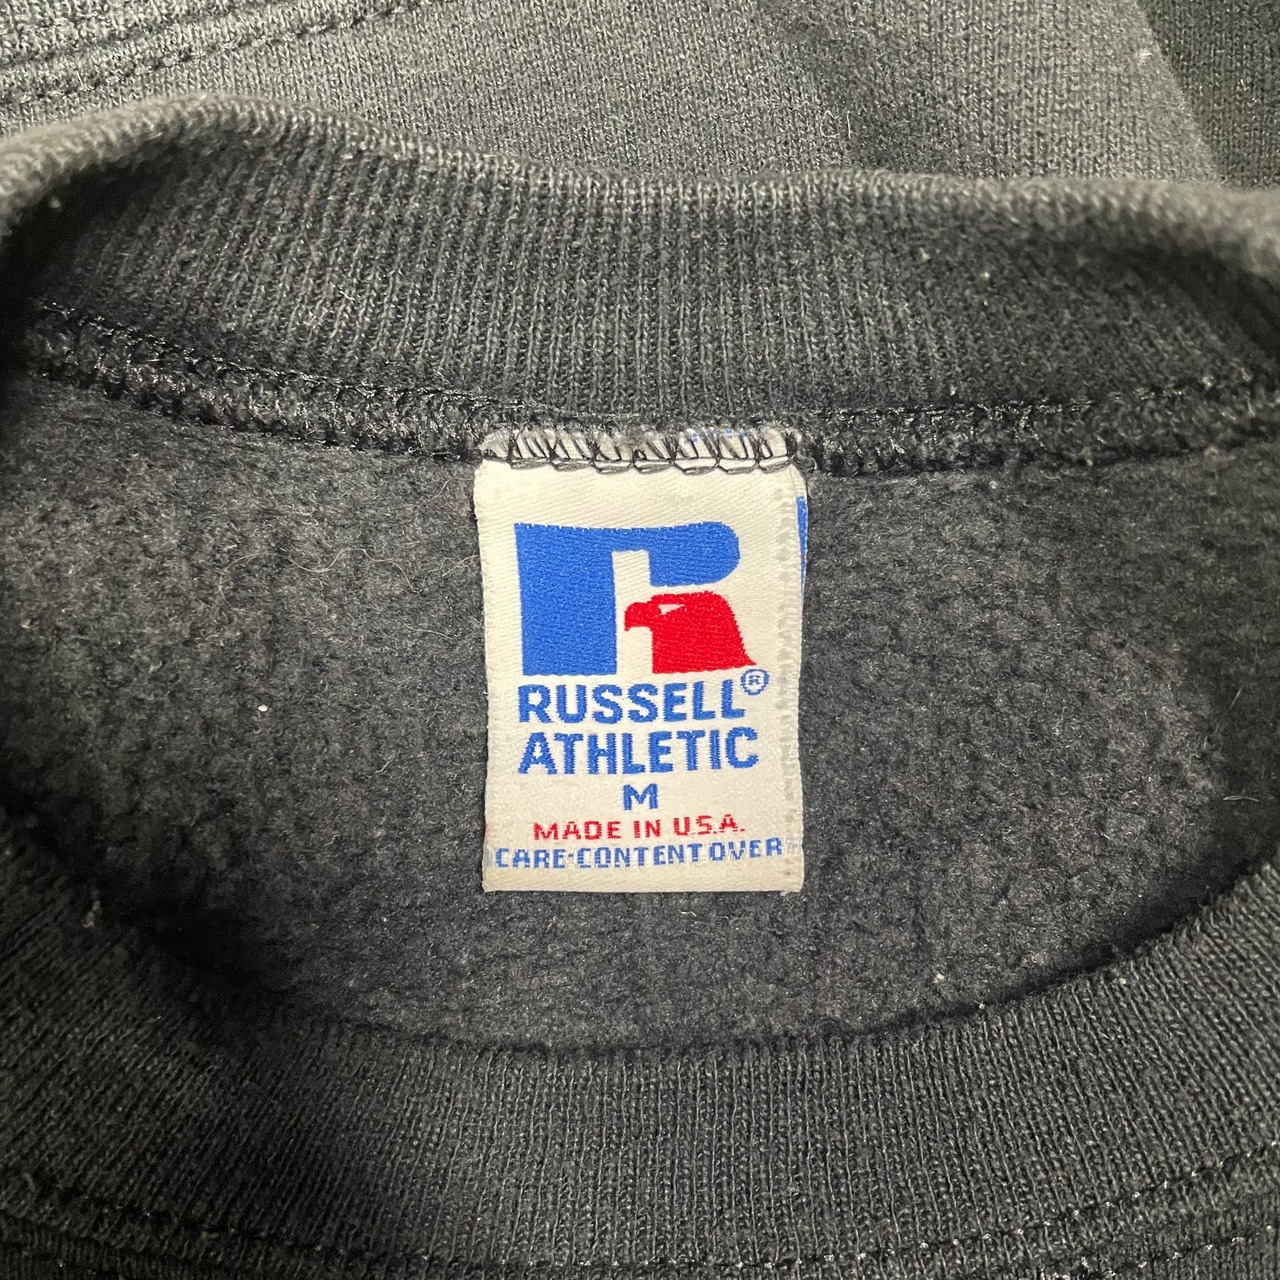 R
RUSSELL®
ATHLETIC
M
MADE IN U.S.A.
CARE·CONTENT OVER